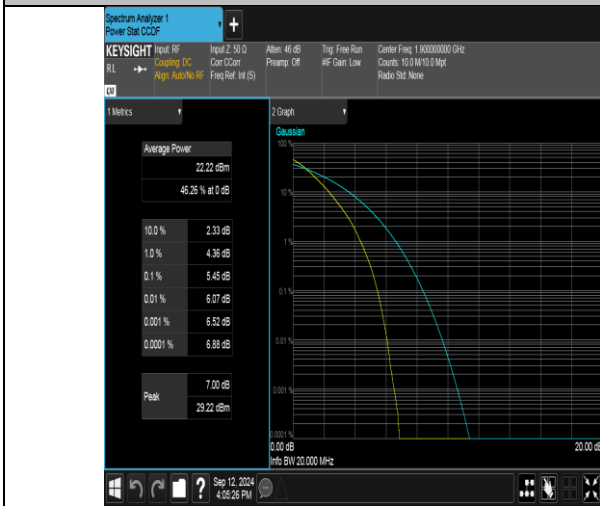 Spectrum Analyzer 1
Power Stat CCDF
+
KEYSIGHT Input: RF Input Z: 50 Ω Atten: 46 dB Trig: Free Run Center Freq: 1.900000000 GHz
RL Coupling: DC Corr CCorr Preamp: Off #IF Gain: Low Counts: 10.0 M/10.0 Mpt
Align: Auto/No RF Freq Ref: Int (S) Radio Std: None
1 Metrics
2 Graph
Gaussian
Average Power
22.22 dBm
46.26 % at 0 dB
10.0 % 2.33 dB
1.0 % 4.36 dB
0.1 % 5.45 dB
0.01 % 6.07 dB
0.001 % 6.52 dB
0.0001 % 6.88 dB
Peak
7.00 dB
29.22 dBm
100 %
10 %
1 %
0.1 %
0.01 %
0.001 %
0.0001 %
0.00 dB 20.00 dB
Info BW 20.000 MHz
? Sep 12, 2024
4:05:26 PM